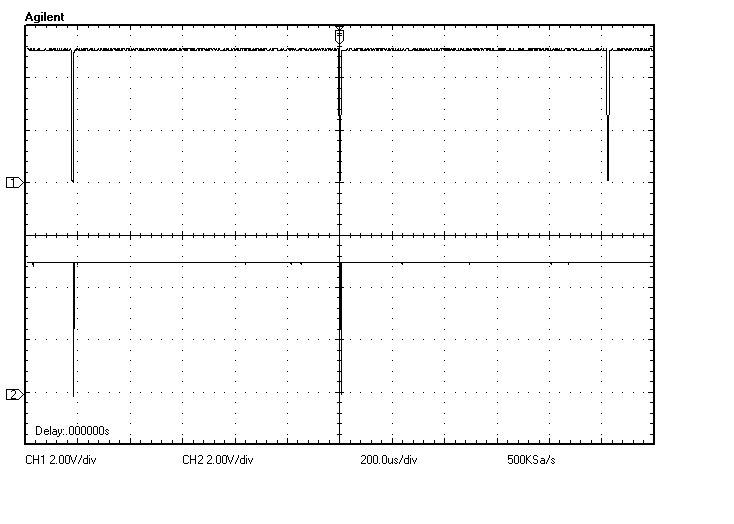 Agilent
1
2
Delay:.000000s
CH1 2.00V/div CH2 2.00V/div 200.0us/div 500KSa/s